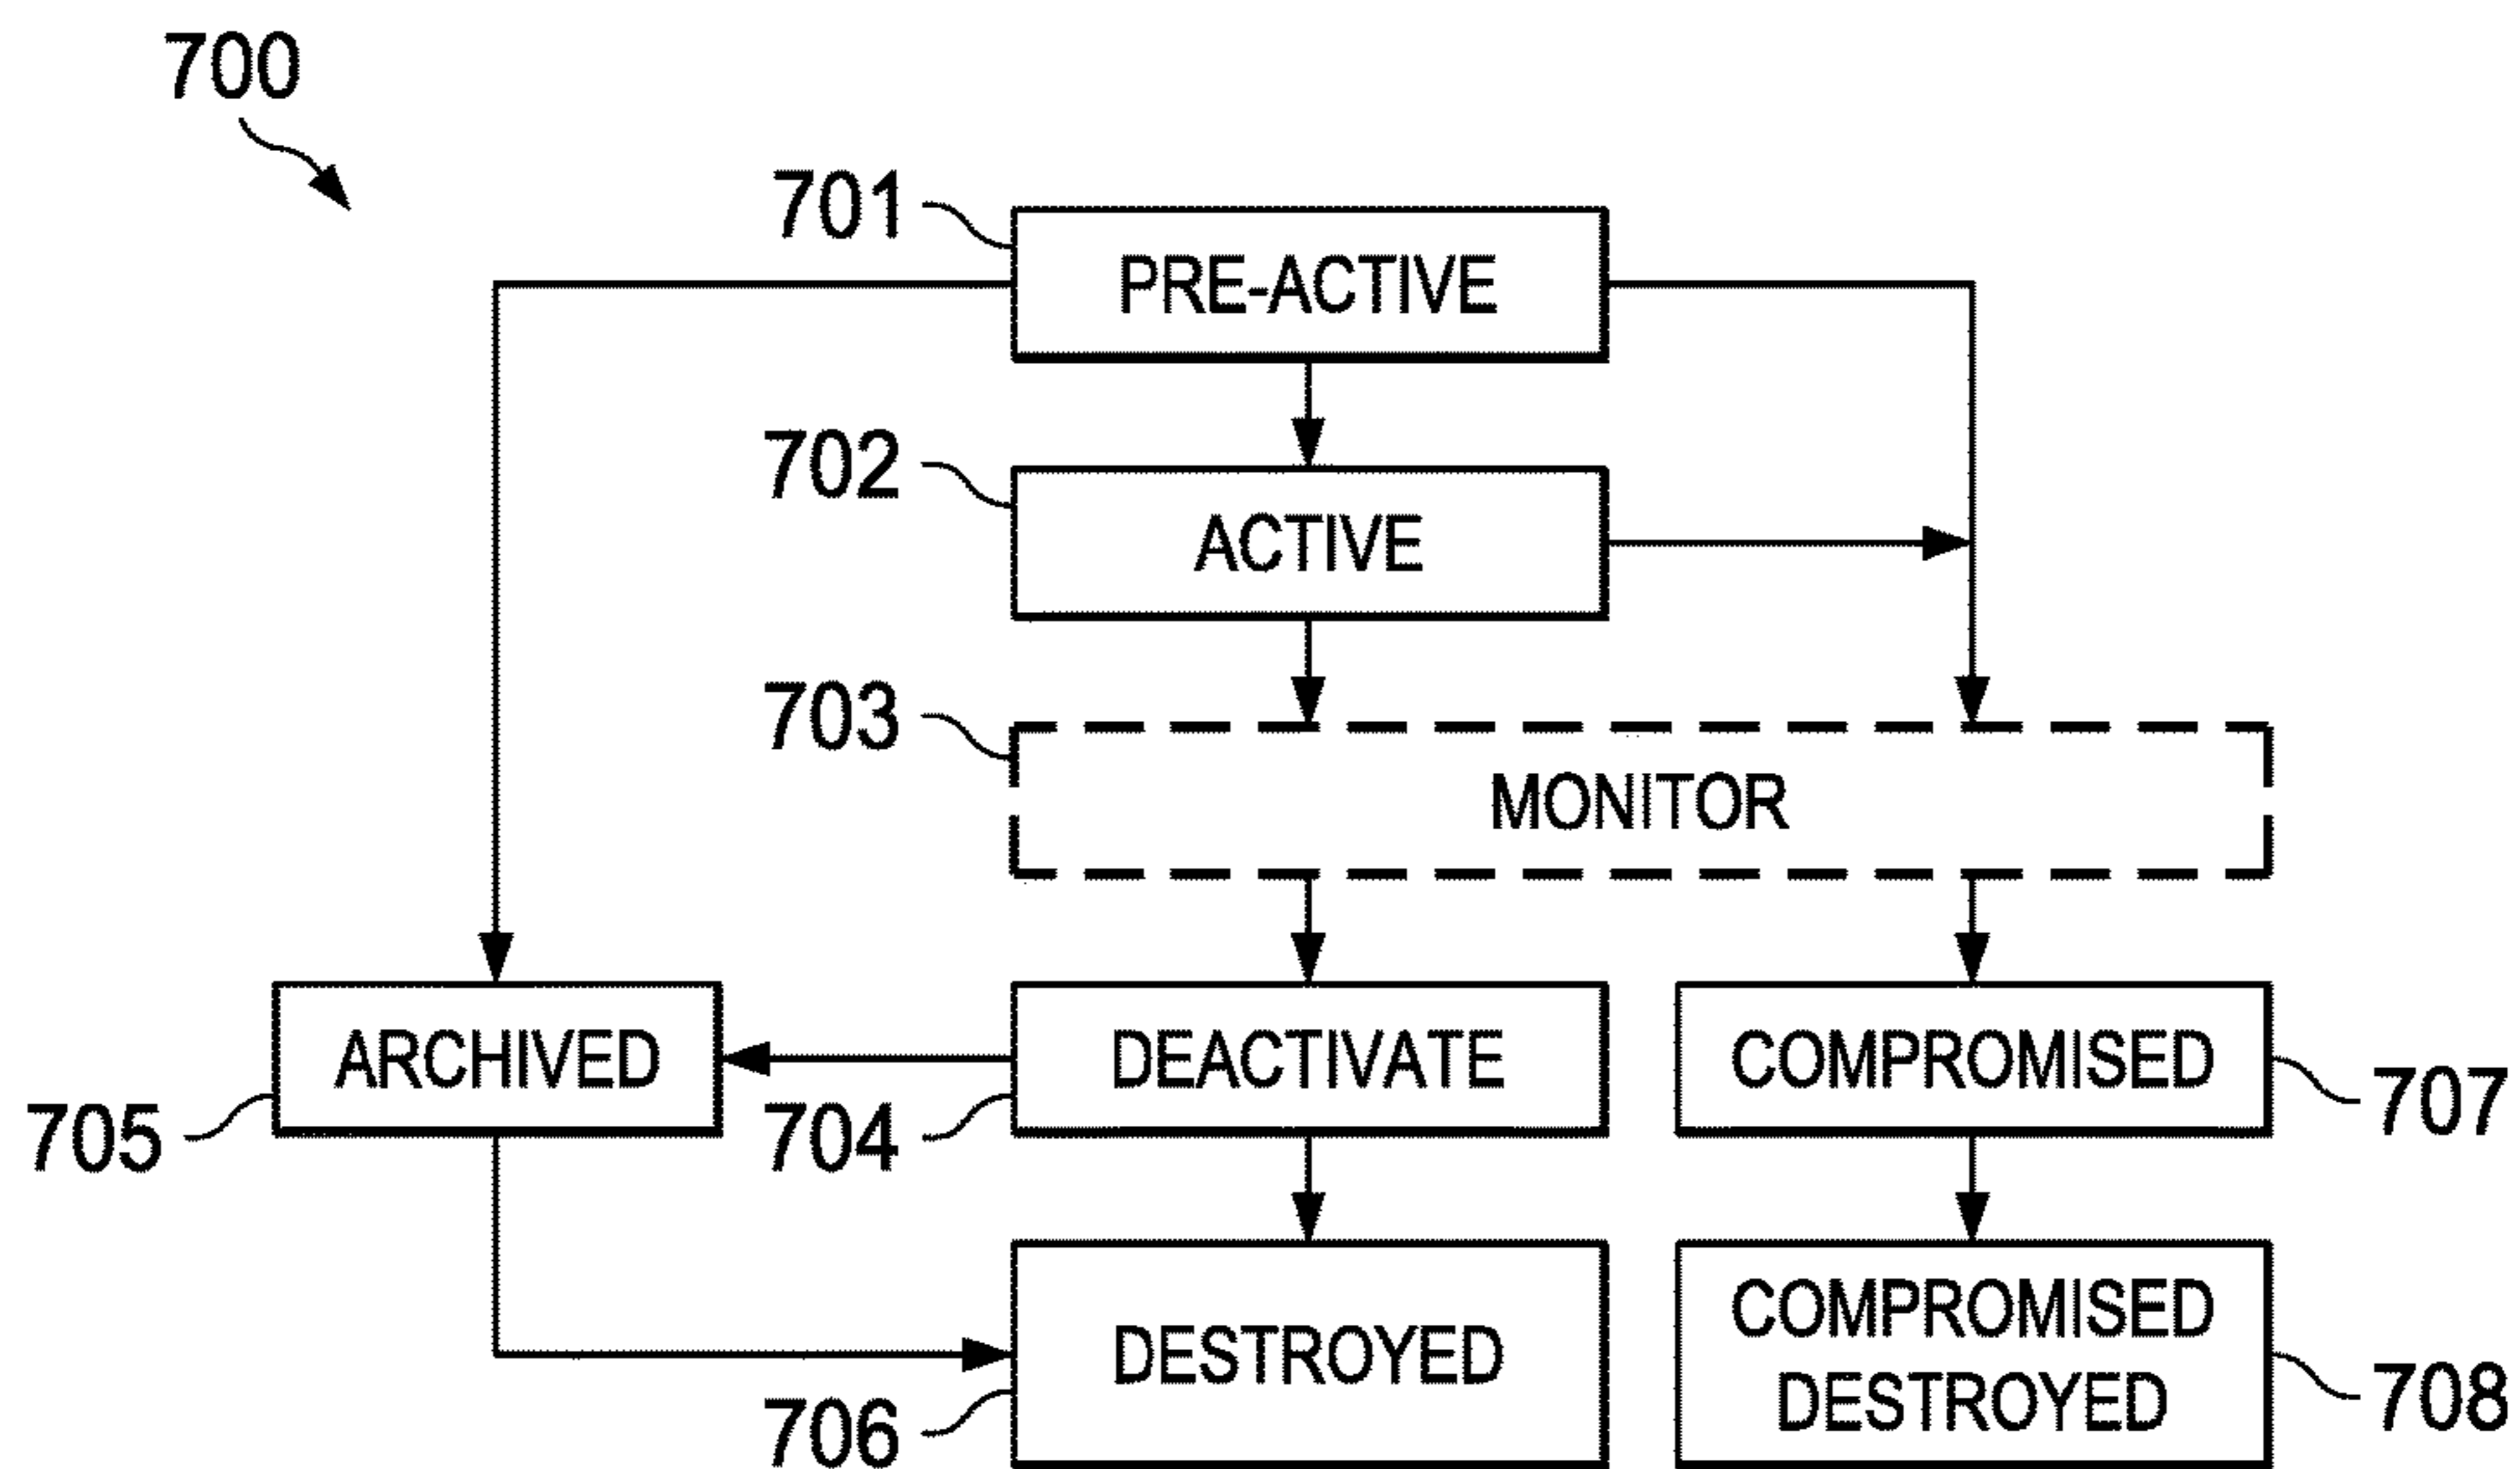 700
701
PRE-ACTIVE
702
ACTIVE
703
MONITOR
ARCHIVED
DEACTIVATE
COMPROMISED
705
704
707
DESTROYED
COMPROMISED
DESTROYED
706
708